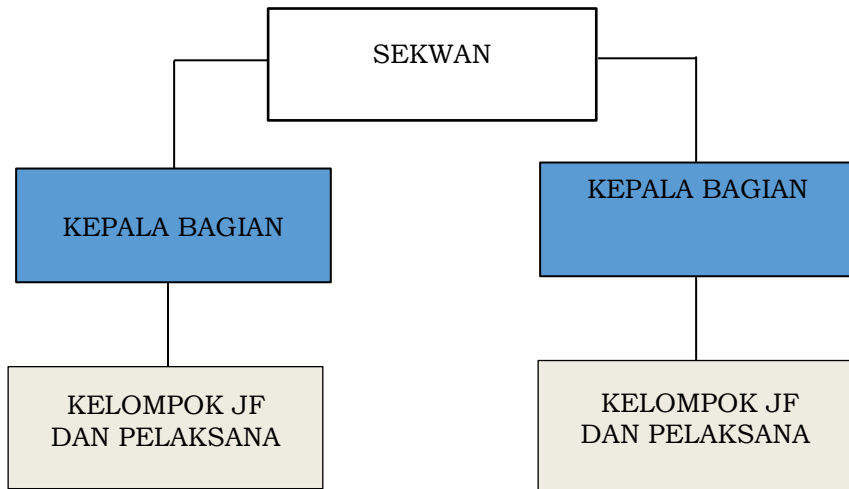 SEKWAN
KEPALA BAGIAN
KEPALA BAGIAN
KELOMPOK JF
DAN PELAKSANA
KELOMPOK JF
DAN PELAKSANA